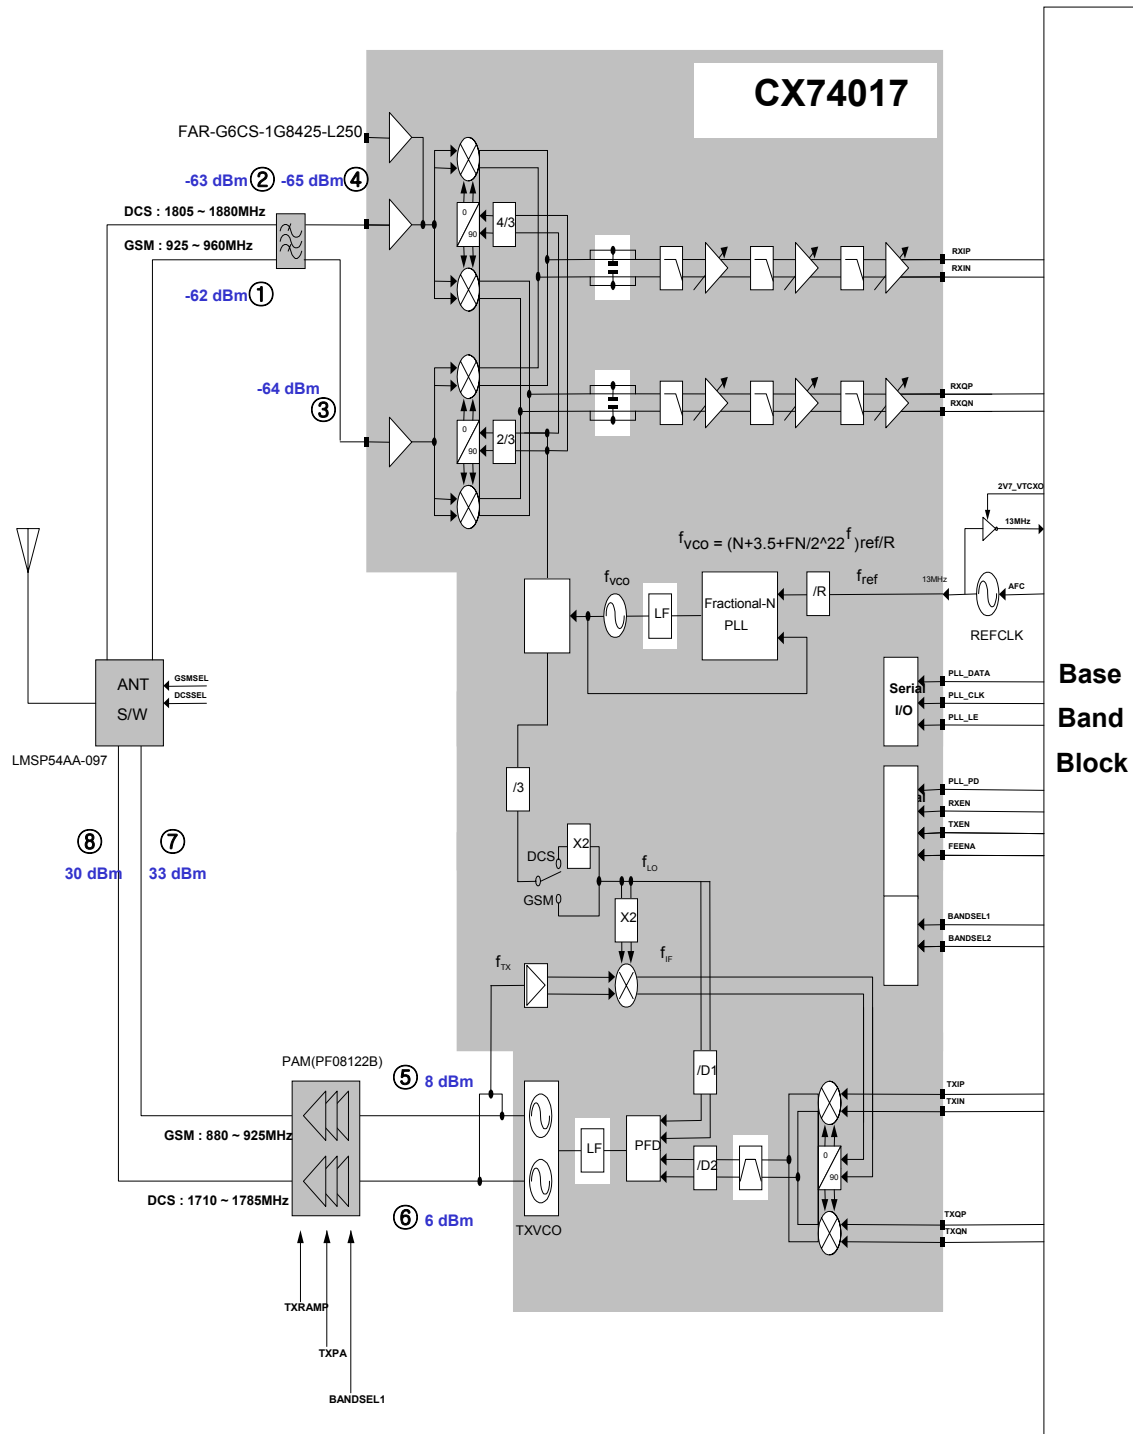 CX74017
FAR-G6CS-1G8425-L250
-63 dBm ② -65 dBm ④
DCS : 1805 ~ 1880MHz
GSM : 925 ~ 960MHz
-62 dBm ①
-64 dBm
③
0
90
4/3
0
90
2/3
RXIP
RXIN
RXQP
RXQN
2V7_VTCXO
13MHz
fvco = (N+3.5+FN/2^22 f )ref/R
fvco
LF
Fractional-N
PLL
/R
fref
13MHz
AFC
REFCLK
ANT
S/W
GSMSEL
DCSSEL
LMSP54AA-097
Serial
I/O
PLL_DATA
PLL_CLK
PLL_LE
Base
Band
Block
PLL_PD
RXEN
TXEN
FEENA
BANDSEL1
BANDSEL2
/3
⑧
⑦
30 dBm
33 dBm
X2
DCS
GSM
fLO
X2
fTX
fIF
PAM(PF08122B)
⑤ 8 dBm
GSM : 880 ~ 925MHz
DCS : 1710 ~ 1785MHz
⑥ 6 dBm
TXVCO
LF
PFD
/D1
/D2
0
90
TXIP
TXIN
TXQP
TXQN
TXRAMP
TXPA
BANDSEL1